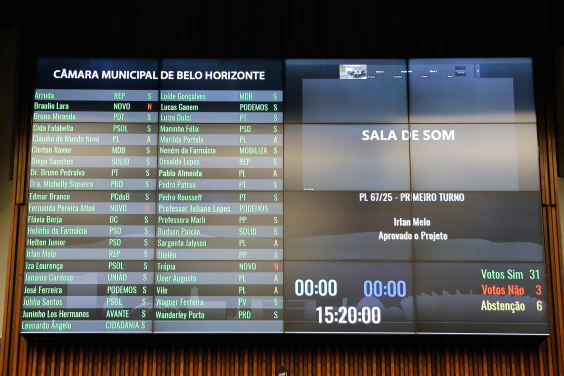 CÂMARA MUNICIPAL DE BELO HORIZONTE
Arruda REP S
Braulio Lara NOVO N
Bruno Miranda PDT S
Cida Falabella PSOL S
Cláudio do Mundo Novo PL A
Cleiton Xavier MDB S
Diego Sanches SOLID S
Dr. Bruno Pedralva PT S
Dra. Michelly Siqueira PRD S
Edmar Branco PCdoB S
Fernanda Pereira Altoé NOVO N
Flávia Borja DC S
Helinho da Farmácia PSD S
Helton Junior PSD S
Irlan Melo REP S
Iza Lourença PSOL S
Janaina Cardoso UNIÃO S
José Ferreira PODEMOS S
Juhlia Santos PSOL S
Juninho Los Hermanos AVANTE S
Leonardo Ângelo CIDADANIA S
Loíde Gonçalves MDB S
Lucas Ganem PODEMOS S
Luiza Dulci PT S
Maninho Félix PSD S
Marilda Portela PL A
Neném da Farmácia MOBILIZA S
Osvaldo Lopes REP S
Pablo Almeida PL A
Pedro Patrus PT S
Pedro Rousseff PT S
Professor Juliano Lopes PODEMOS
Professora Marli PP S
Rudson Paixão SOLID S
Sargento Jalyson PL A
Tileléo PP S
Trópia NOVO N
Uner Augusto PL A
Vile PL A
Wagner Ferreira PV S
Wanderley Porto PRD S
SALA DE SOM
PL 67/25 - PRIMEIRO TURNO
Irlan Melo
Aprovado o Projeto
00:00 00:00
15:20:00
Votos Sim 31
Votos Não 3
Abstenção 6